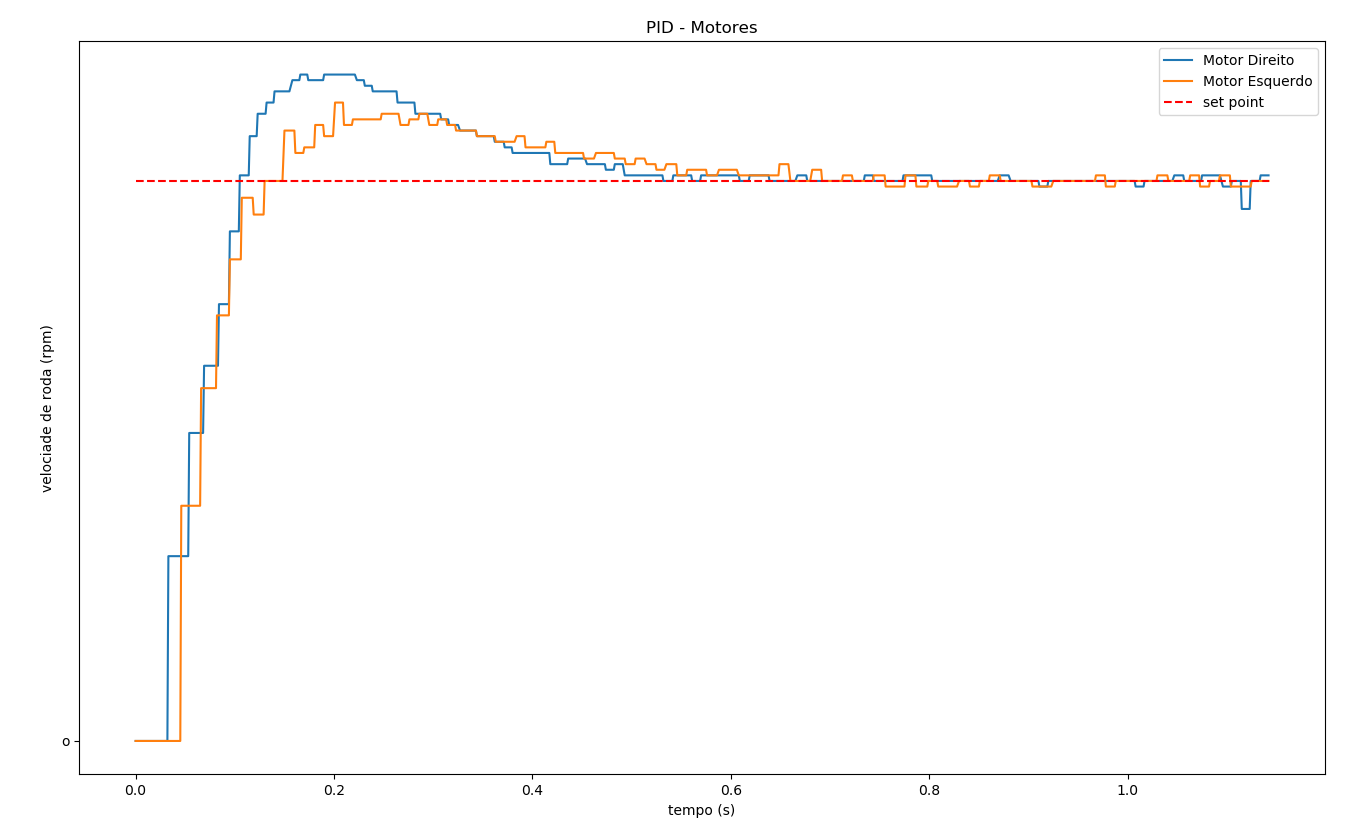 PID - Motores
Motor Direito
Motor Esquerdo
set point
velociade de roda (rpm)
o
0.0 0.2 0.4 0.6 0.8 1.0
tempo (s)